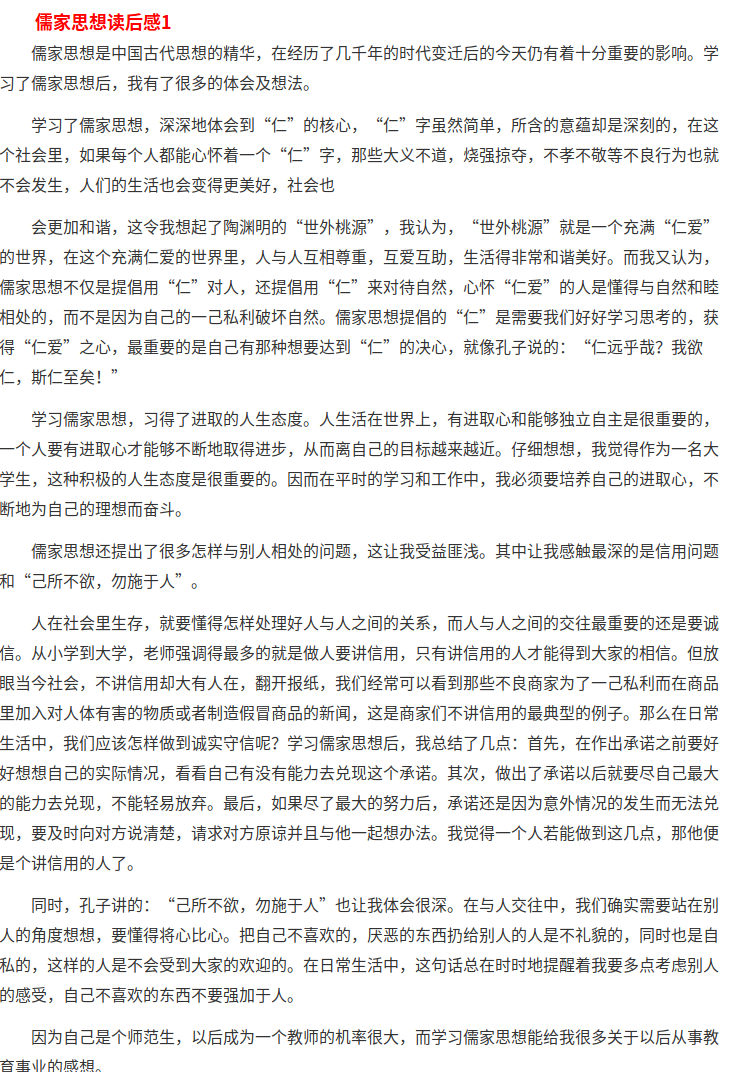 儒家思想读后感1
儒家思想是中国古代思想的精华，在经历了几千年的时代变迁后的今天仍有着十分重要的影响。学
习了儒家思想后，我有了很多的体会及想法。
学习了儒家思想，深深地体会到“仁”的核心，“仁”字虽然简单，所含的意蕴却是深刻的，在这
个社会里，如果每个人都能心怀着一个“仁”字，那些大义不道，烧强掠夺，不孝不敬等不良行为也就
不会发生，人们的生活也会变得更美好，社会也
会更加和谐，这令我想起了陶渊明的“世外桃源”，我认为，“世外桃源”就是一个充满“仁爱”
的世界，在这个充满仁爱的世界里，人与人互相尊重，互爱互助，生活得非常和谐美好。而我又认为，
儒家思想不仅是提倡用“仁”对人，还提倡用“仁”来对待自然，心怀“仁爱”的人是懂得与自然和睦
相处的，而不是因为自己的一己私利破坏自然。儒家思想提倡的“仁”是需要我们好好学习思考的，获
得“仁爱”之心，最重要的是自己有那种想要达到“仁”的决心，就像孔子说的：“仁远乎哉？我欲
仁，斯仁至矣！”
学习儒家思想，习得了进取的人生态度。人生活在世界上，有进取心和能够独立自主是很重要的，
一个人要有进取心才能够不断地取得进步，从而离自己的目标越来越近。仔细想想，我觉得作为一名大
学生，这种积极的人生态度是很重要的。因而在平时的学习和工作中，我必须要培养自己的进取心，不
断地为自己的理想而奋斗。
儒家思想还提出了很多怎样与别人相处的问题，这让我受益匪浅。其中让我感触最深的是信用问题
和“己所不欲，勿施于人”。
人在社会里生存，就要懂得怎样处理好人与人之间的关系，而人与人之间的交往最重要的还是要诚
信。从小学到大学，老师强调得最多的就是做人要讲信用，只有讲信用的人才能得到大家的相信。但放
眼当今社会，不讲信用却大有人在，翻开报纸，我们经常可以看到那些不良商家为了一己私利而在商品
里加入对人体有害的物质或者制造假冒商品的新闻，这是商家们不讲信用的最典型的例子。那么在日常
生活中，我们应该怎样做到诚实守信呢？学习儒家思想后，我总结了几点：首先，在作出承诺之前要好
好想想自己的实际情况，看看自己有没有能力去兑现这个承诺。其次，做出了承诺以后就要尽自己最大
的能力去兑现，不能轻易放弃。最后，如果尽了最大的努力后，承诺还是因为意外情况的发生而无法兑
现，要及时向对方说清楚，请求对方原谅并且与他一起想办法。我觉得一个人若能做到这几点，那他便
是个讲信用的人了。
同时，孔子讲的：“己所不欲，勿施于人”也让我体会很深。在与人交往中，我们确实需要站在别
人的角度想想，要懂得将心比心。把自己不喜欢的，厌恶的东西扔给别人的人是不礼貌的，同时也是自
私的，这样的人是不会受到大家的欢迎的。在日常生活中，这句话总在时时地提醒着我要多点考虑别人
的感受，自己不喜欢的东西不要强加于人。
因为自己是个师范生，以后成为一个教师的机率很大，而学习儒家思想能给我很多关于以后从事教
育事业的感想。